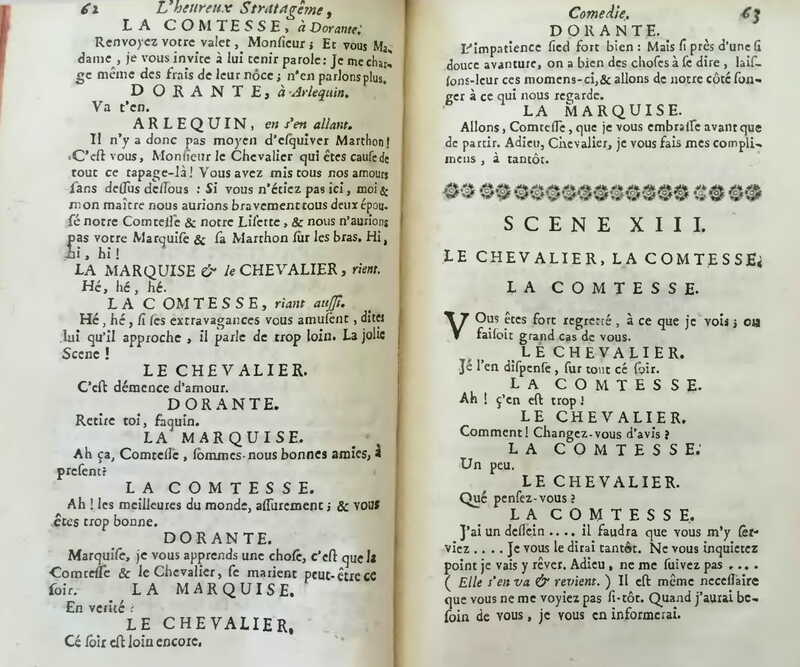 62 L'heureux Stratagême,
LA COMTESSE, à Dorante.
Renvoyez votre valet, Monſieur; Et vous Ma-
dame, je vous invite à lui tenir parole: Je me char-
ge même des frais de leur nôce; n'en parlons plus.
DORANTE, à Arlequin.
Va t'en.
ARLEQUIN, en s'en allant.
Il n'y a donc pas moyen d'eſquiver Marthon!
C'eſt vous, Monſieur le Chevalier qui êtes cauſe de
tout ce tapage-là! Vous avez mis tous nos amours
ſans deſſus deſſous: Si vous n'étiez pas ici, moi &
mon maître nous aurions bravement tous deux épou-
ſé notre Comteſſe & notre Liſette, & nous n'aurions
pas votre Marquiſe & ſa Marthon ſur les bras. Hi,
hi, hi!
LA MARQUISE & le CHEVALIER, rient.
Hé, hé, hé.
LA COMTESSE, riant auſſi.
Hé, hé, ſi ſes extravagances vous amuſent, dites
lui qu'il approche, il parle de trop loin. La jolie
Scene!
LE CHEVALIER.
C'eſt démence d'amour.
DORANTE.
Retire toi, faquin.
LA MARQUISE.
Ah ça, Comteſſe, ſommes-nous bonnes amies, à
preſent?
LA COMTESSE.
Ah! les meilleures du monde, aſſurement; & vous
êtes trop bonne.
DORANTE.
Marquiſe, je vous apprends une choſe, c'eſt que la
Comteſſe & le Chevalier, ſe marient peut-être ce
ſoir. LA MARQUISE.
En verité:
LE CHEVALIER,
Cé ſoir eſt loin encore.
Comedie. 63
DORANTE.
L'impatience ſied fort bien: Mais ſi près d'une ſi
douce avanture, on a bien des choſes à ſe dire, laiſ-
ſons-leur ces momens-ci, & allons de notre côté ſon-
ger à ce qui nous regarde.
LA MARQUISE.
Allons, Comteſſe, que je vous embraſſe avant que
de partir. Adieu, Chevalier, je vous fais mes compli-
mens, à tantôt.
SCENE XIII.
LE CHEVALIER, LA COMTESSE;
LA COMTESSE.
VOus êtes fort regretté, à ce que je vois; on
faiſoit grand cas de vous.
LE CHEVALIER.
Jé l'en diſpenſe, ſur tout cé ſoir.
LA COMTESSE.
Ah! ç'en eſt trop!
LE CHEVALIER.
Comment! Changez-vous d'avis?
LA COMTESSE.
Un peu.
LE CHEVALIER.
Qué penſez-vous?
LA COMTESSE.
J'ai un deſſein .... il faudra que vous m'y ſer-
viez .... Je vous le dirai tantôt. Ne vous inquietez
point je vais y rêver. Adieu, ne me ſuivez pas ....
( Elle s'en va & revient. ) Il eſt même neceſſaire
que vous ne me voyiez pas ſi-tôt. Quand j'aurai be-
ſoin de vous, je vous en informerai.